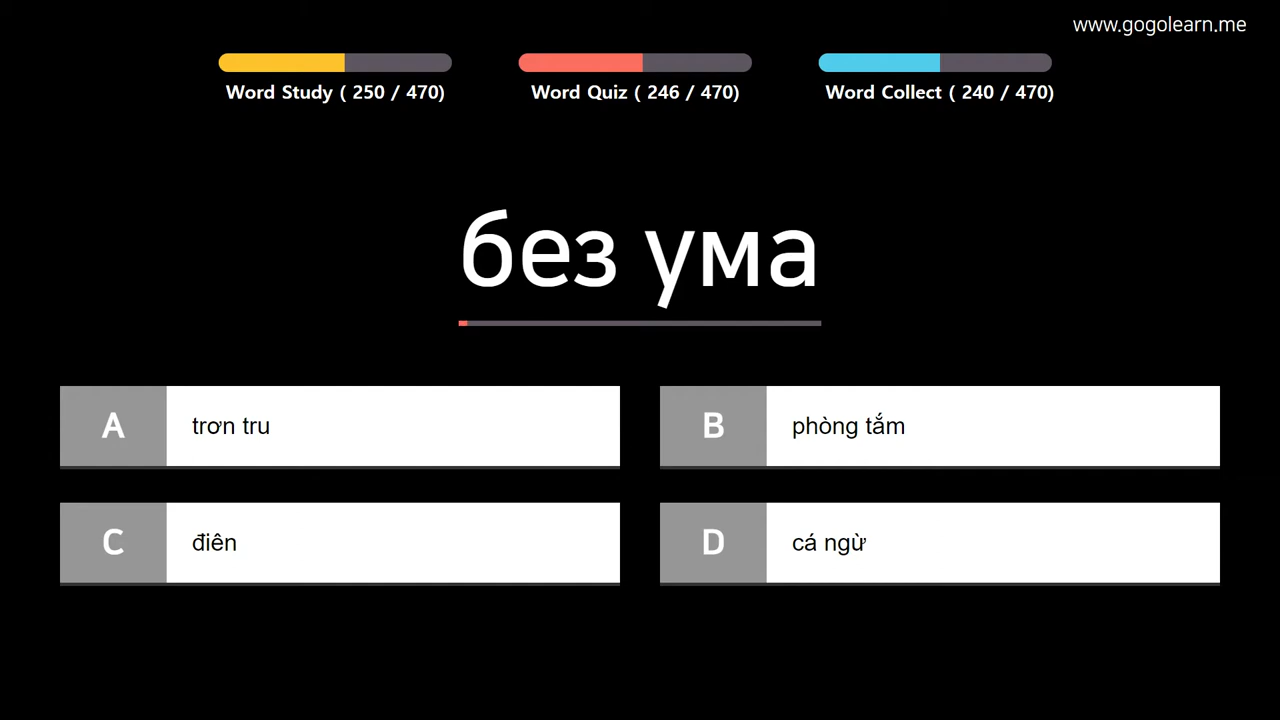 www.gogolearn.me
Word Study ( 250 / 470)
Word Quiz ( 246 / 470)
Word Collect ( 240 / 470)
без ума
A trơn tru
B phòng tắm
C điên
D cá ngừ